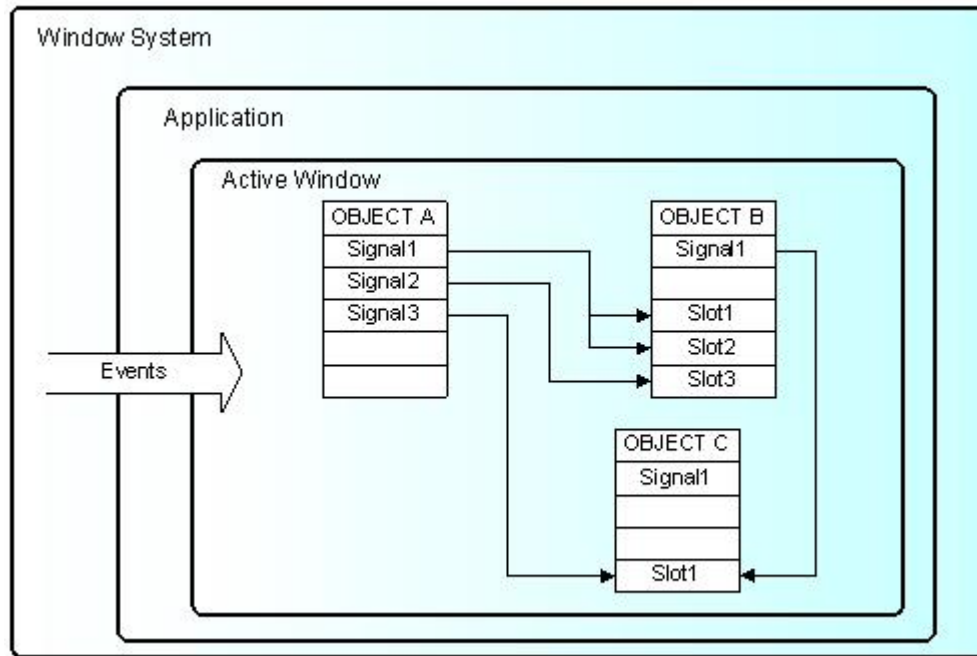 Window System
Application
Active Window
OBJECT A
Signal1
Signal2
Signal3
OBJECT B
Signal1
Slot1
Slot2
Slot3
Events
OBJECT C
Signal1
Slot1